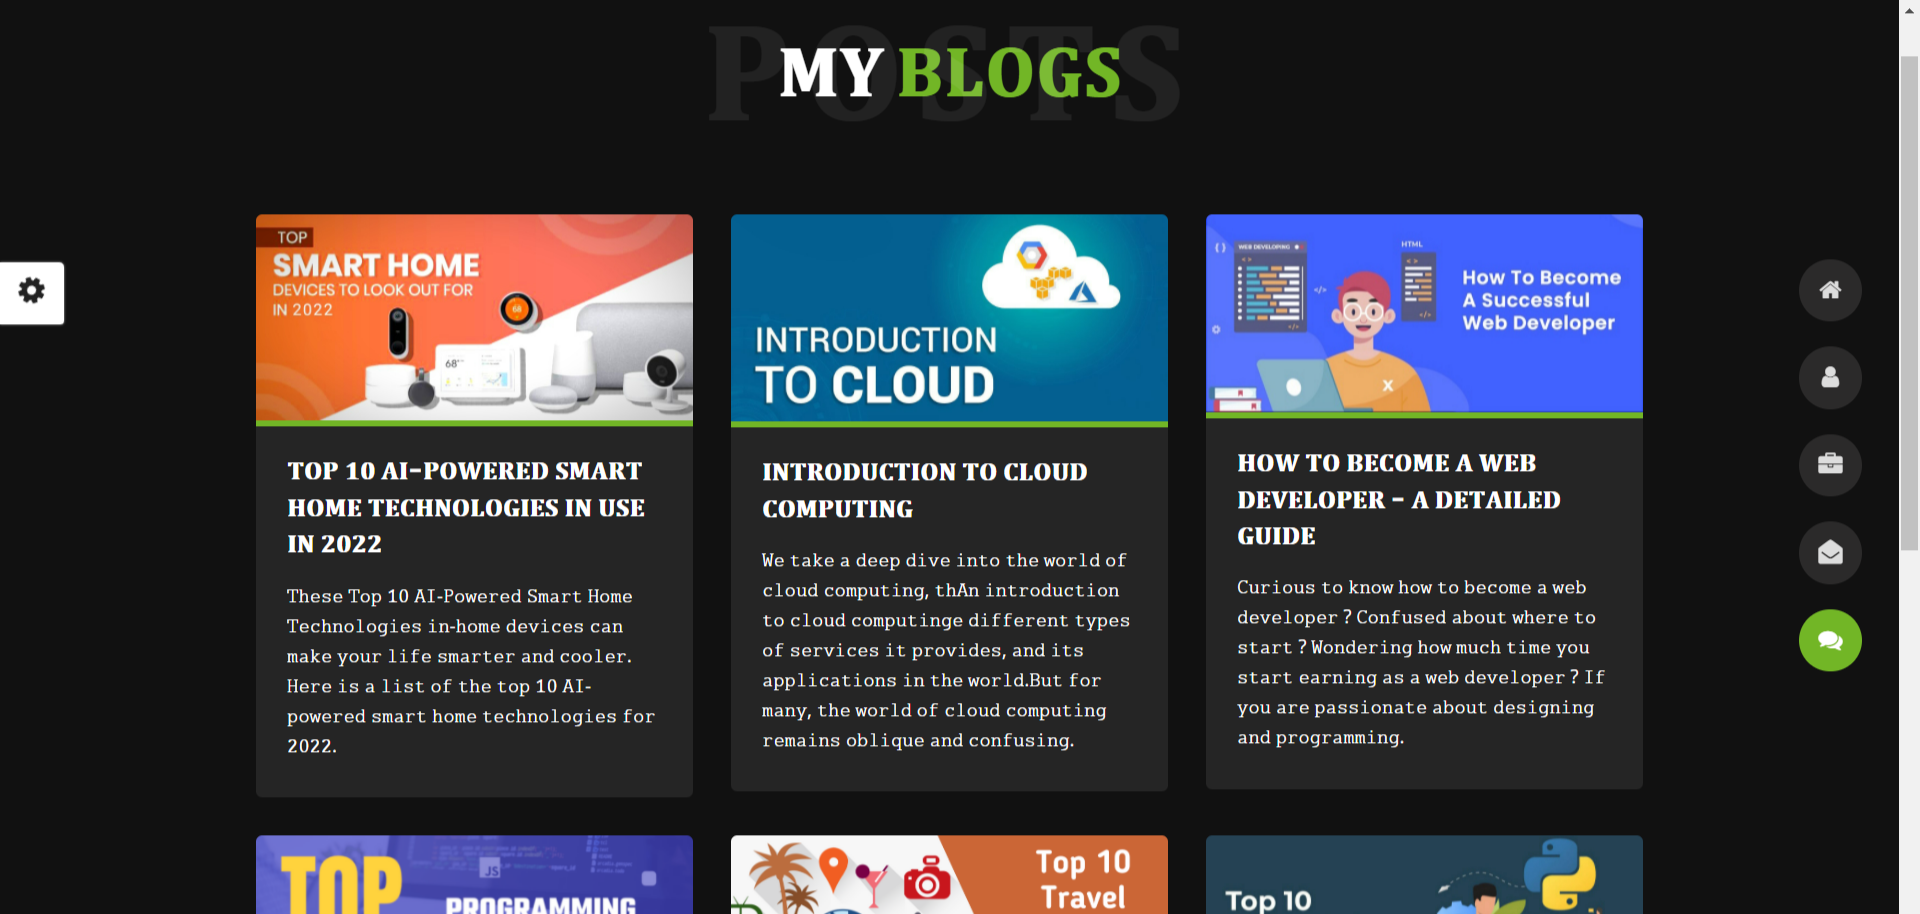 POSTS
MY BLOGS
TOP
SMART HOME
DEVICES TO LOOK OUT FOR
IN 2022
68
68°
TOP 10 AI-POWERED SMART
HOME TECHNOLOGIES IN USE
IN 2022
These Top 10 AI-Powered Smart Home
Technologies in-home devices can
make your life smarter and cooler.
Here is a list of the top 10 AI-
powered smart home technologies for
2022.
INTRODUCTION
TO CLOUD
INTRODUCTION TO CLOUD
COMPUTING
We take a deep dive into the world of
cloud computing, thAn introduction
to cloud computinge different types
of services it provides, and its
applications in the world.But for
many, the world of cloud computing
remains oblique and confusing.
WEB DEVELOPING
HTML
How To Become
A Successful
Web Developer
HOW TO BECOME A WEB
DEVELOPER - A DETAILED
GUIDE
Curious to know how to become a web
developer ? Confused about where to
start ? Wondering how much time you
start earning as a web developer ? If
you are passionate about designing
and programming.
TOP
JS
PROGRAMMING
Top 10
Travel
Top 10